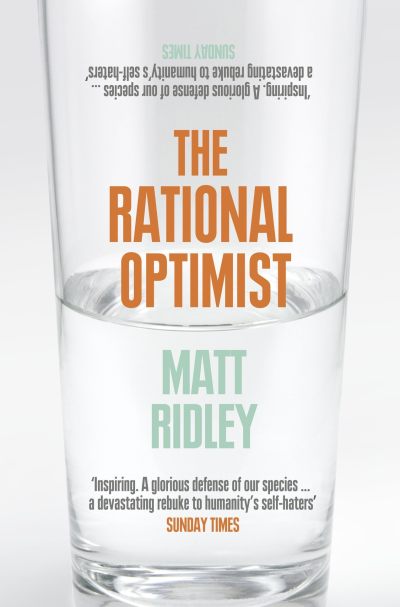 'Inspiring. A glorious defense of our species ...
a devastating rebuke to humanity's self-haters'
SUNDAY TIMES
THE
RATIONAL
OPTIMIST
MATT
RIDLEY
'Inspiring. A glorious defense of our species ...
a devastating rebuke to humanity's self-haters'
SUNDAY TIMES